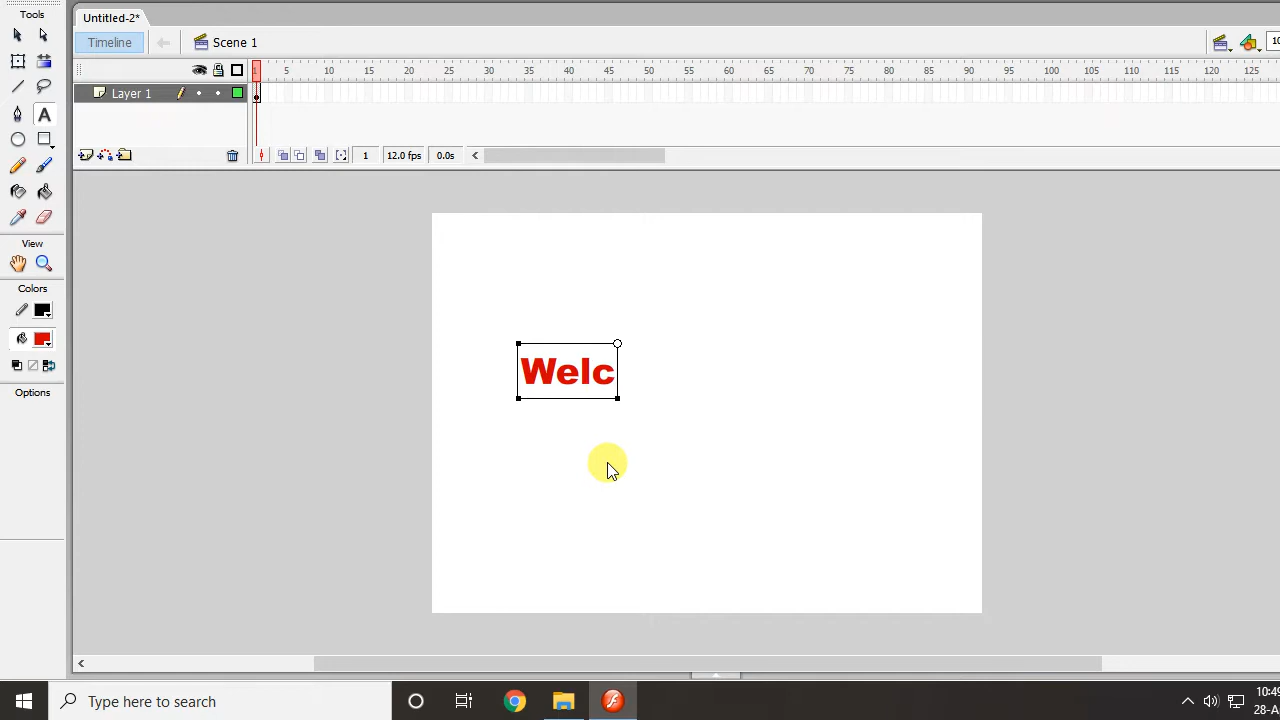 Tools
Untitled-2*
Timeline
Scene 1
10
1 5 10 15 20 25 30 35 40 45 50 55 60 65 70 75 80 85 90 95 100 105 110 115 120 125
Layer 1
A
1 12.0 fps 0.0s
View
Colors
Options
Welc
Type here to search
10:49
28-A